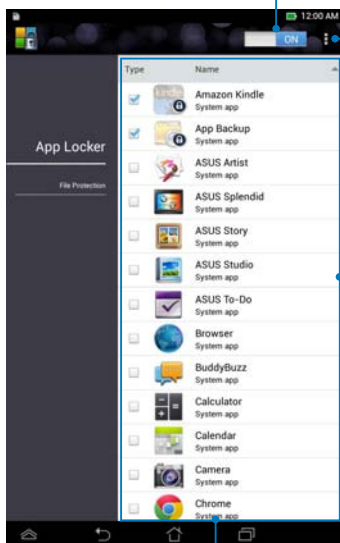 12:00 AM
ON
Type Name
Amazon Kindle
System app
App Backup
System app
App Locker
ASUS Artist
System app
File Protection
ASUS Splendid
System app
ASUS Story
System app
ASUS Studio
System app
ASUS To-Do
System app
Browser
System app
BuddyBuzz
System app
Calculator
System app
Calendar
System app
Camera
System app
Chrome
System app